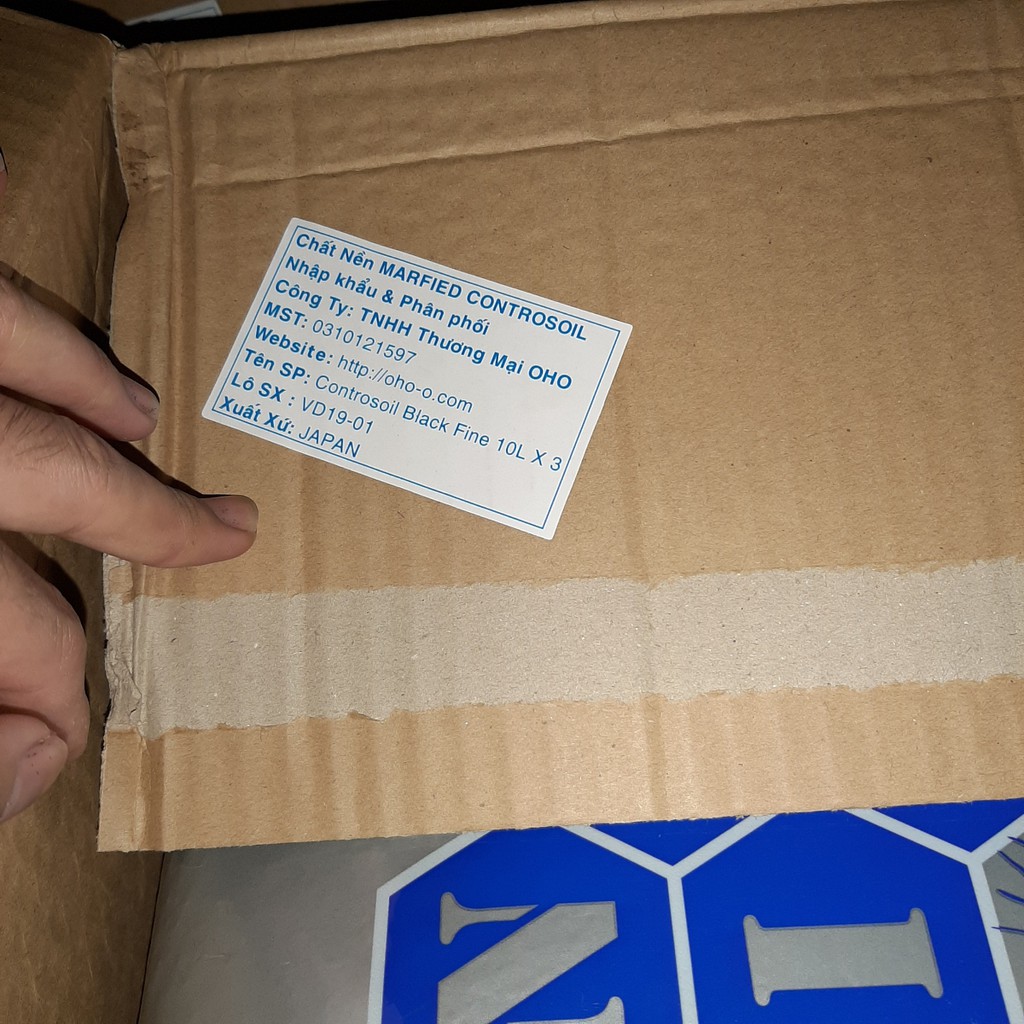 Chất Nền MARFIED CONTROSOIL
Nhập khẩu & Phân phối
Công Ty: TNHH Thương Mại OHO
MST: 0310121597
Website: http://oho-o.com
Tên SP: Controsoil Black Fine 10L X 3
Lô SX : VD19-01
Xuất Xứ: JAPAN
N I